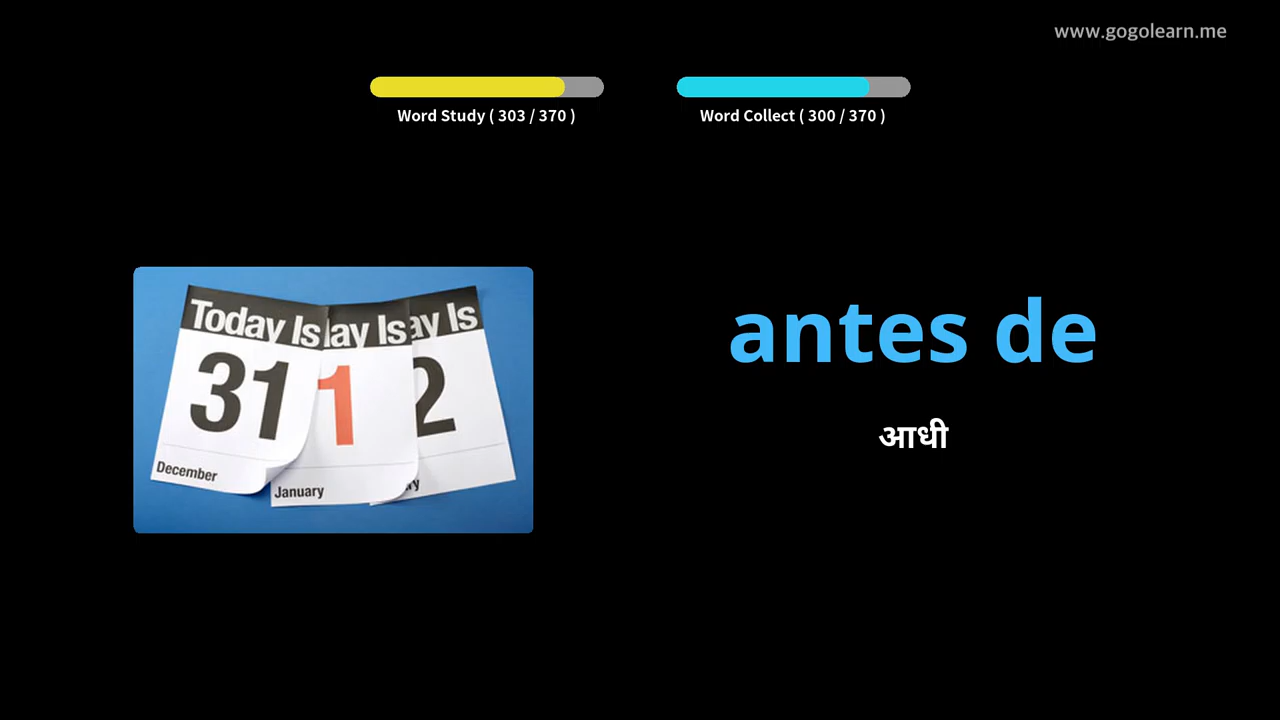 www.gogolearn.me
Word Study ( 303 / 370 )
Word Collect ( 300 / 370 )
Today Is
ay Is
ay Is
31
1
2
December
January
ry
antes de
आधी